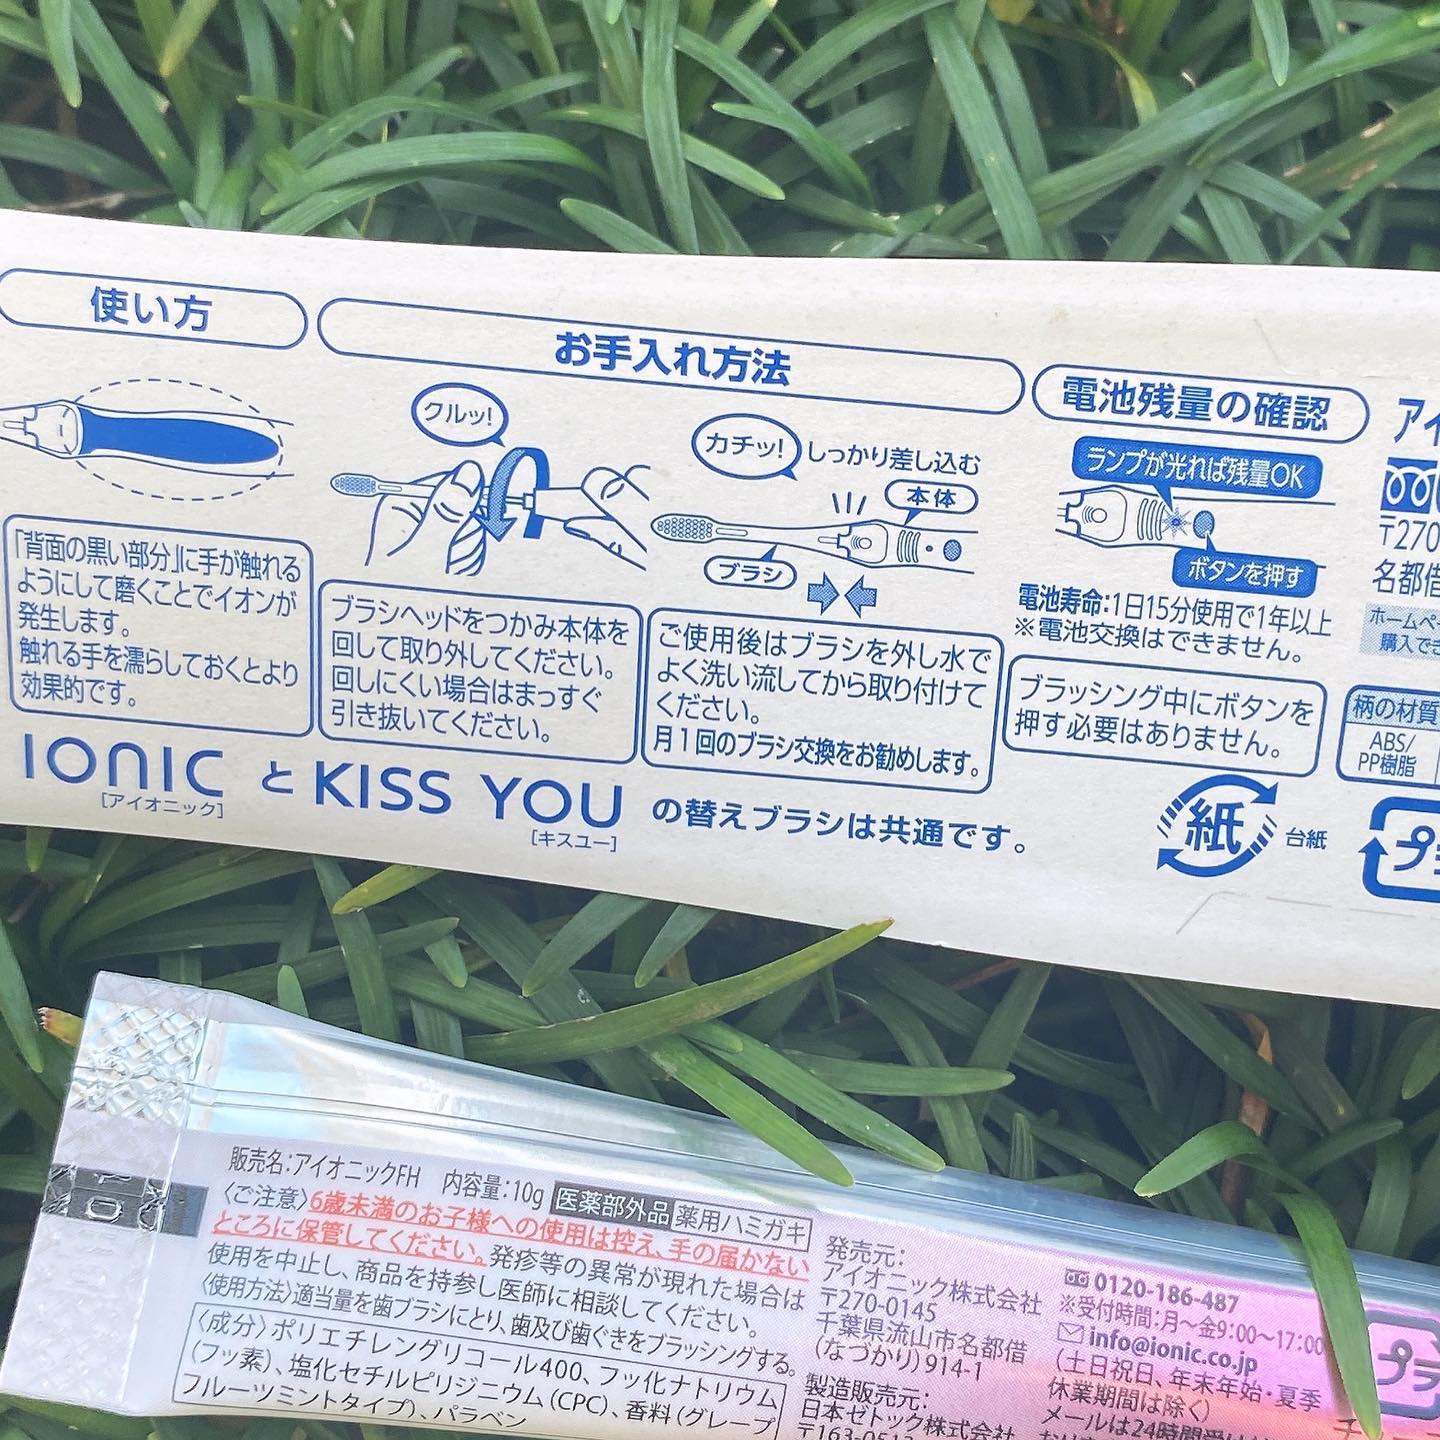 使い方
「背面の黒い部分」に手が触れる
ようにして磨くことでイオンが
発生します。
触れる手を濡らしておくとより
効果的です。
お手入れ方法
クルッ!
ブラシヘッドをつかみ本体を
回して取り外してください。
回しにくい場合はまっすぐ
引き抜いてください。
カチッ!
しっかり差し込む
本体
ブラシ
ご使用後はブラシを外し水で
よく洗い流してから取り付けて
ください。
月1回のブラシ交換をお勧めします。
電池残量の確認
ランプが光れば残量OK
ボタンを押す
電池寿命:1日15分使用で1年以上
※電池交換はできません。
ブラッシング中にボタンを
押す必要はありません。
アイ
〒270
名都借
ホームペー
購入でき
柄の材質
ABS/
PP樹脂
IONIC と KISS YOU の替えブラシは共通です。
[アイオニック] [キスユー]
紙 台紙
プラ
販売名:アイオニックFH 内容量:10g 医薬部外品 薬用ハミガキ
〈ご注意〉6歳未満のお子様への使用は控え、手の届かない
ところに保管してください。発疹等の異常が現れた場合は
使用を中止し、商品を持参し医師に相談してください。
〈使用方法〉適当量を歯ブラシにとり、歯及び歯ぐきをブラッシングする。
〈成分〉ポリエチレングリコール400、フッ化ナトリウム
(フッ素)、塩化セチルピリジニウム(CPC)、香料(グレープ
フルーツミントタイプ)、パラベン
発売元:
アイオニック株式会社
〒270-0145
千葉県流山市名都借
(なづかり)914-1
製造販売元:
日本ゼトック株式会社
〒163-0513
0120-186-487
※受付時間:月〜金9:00〜17:00
info@ionic.co.jp
(土日祝日、年末年始・夏季
休業期間は除く)
メールは24時間受け
プラ